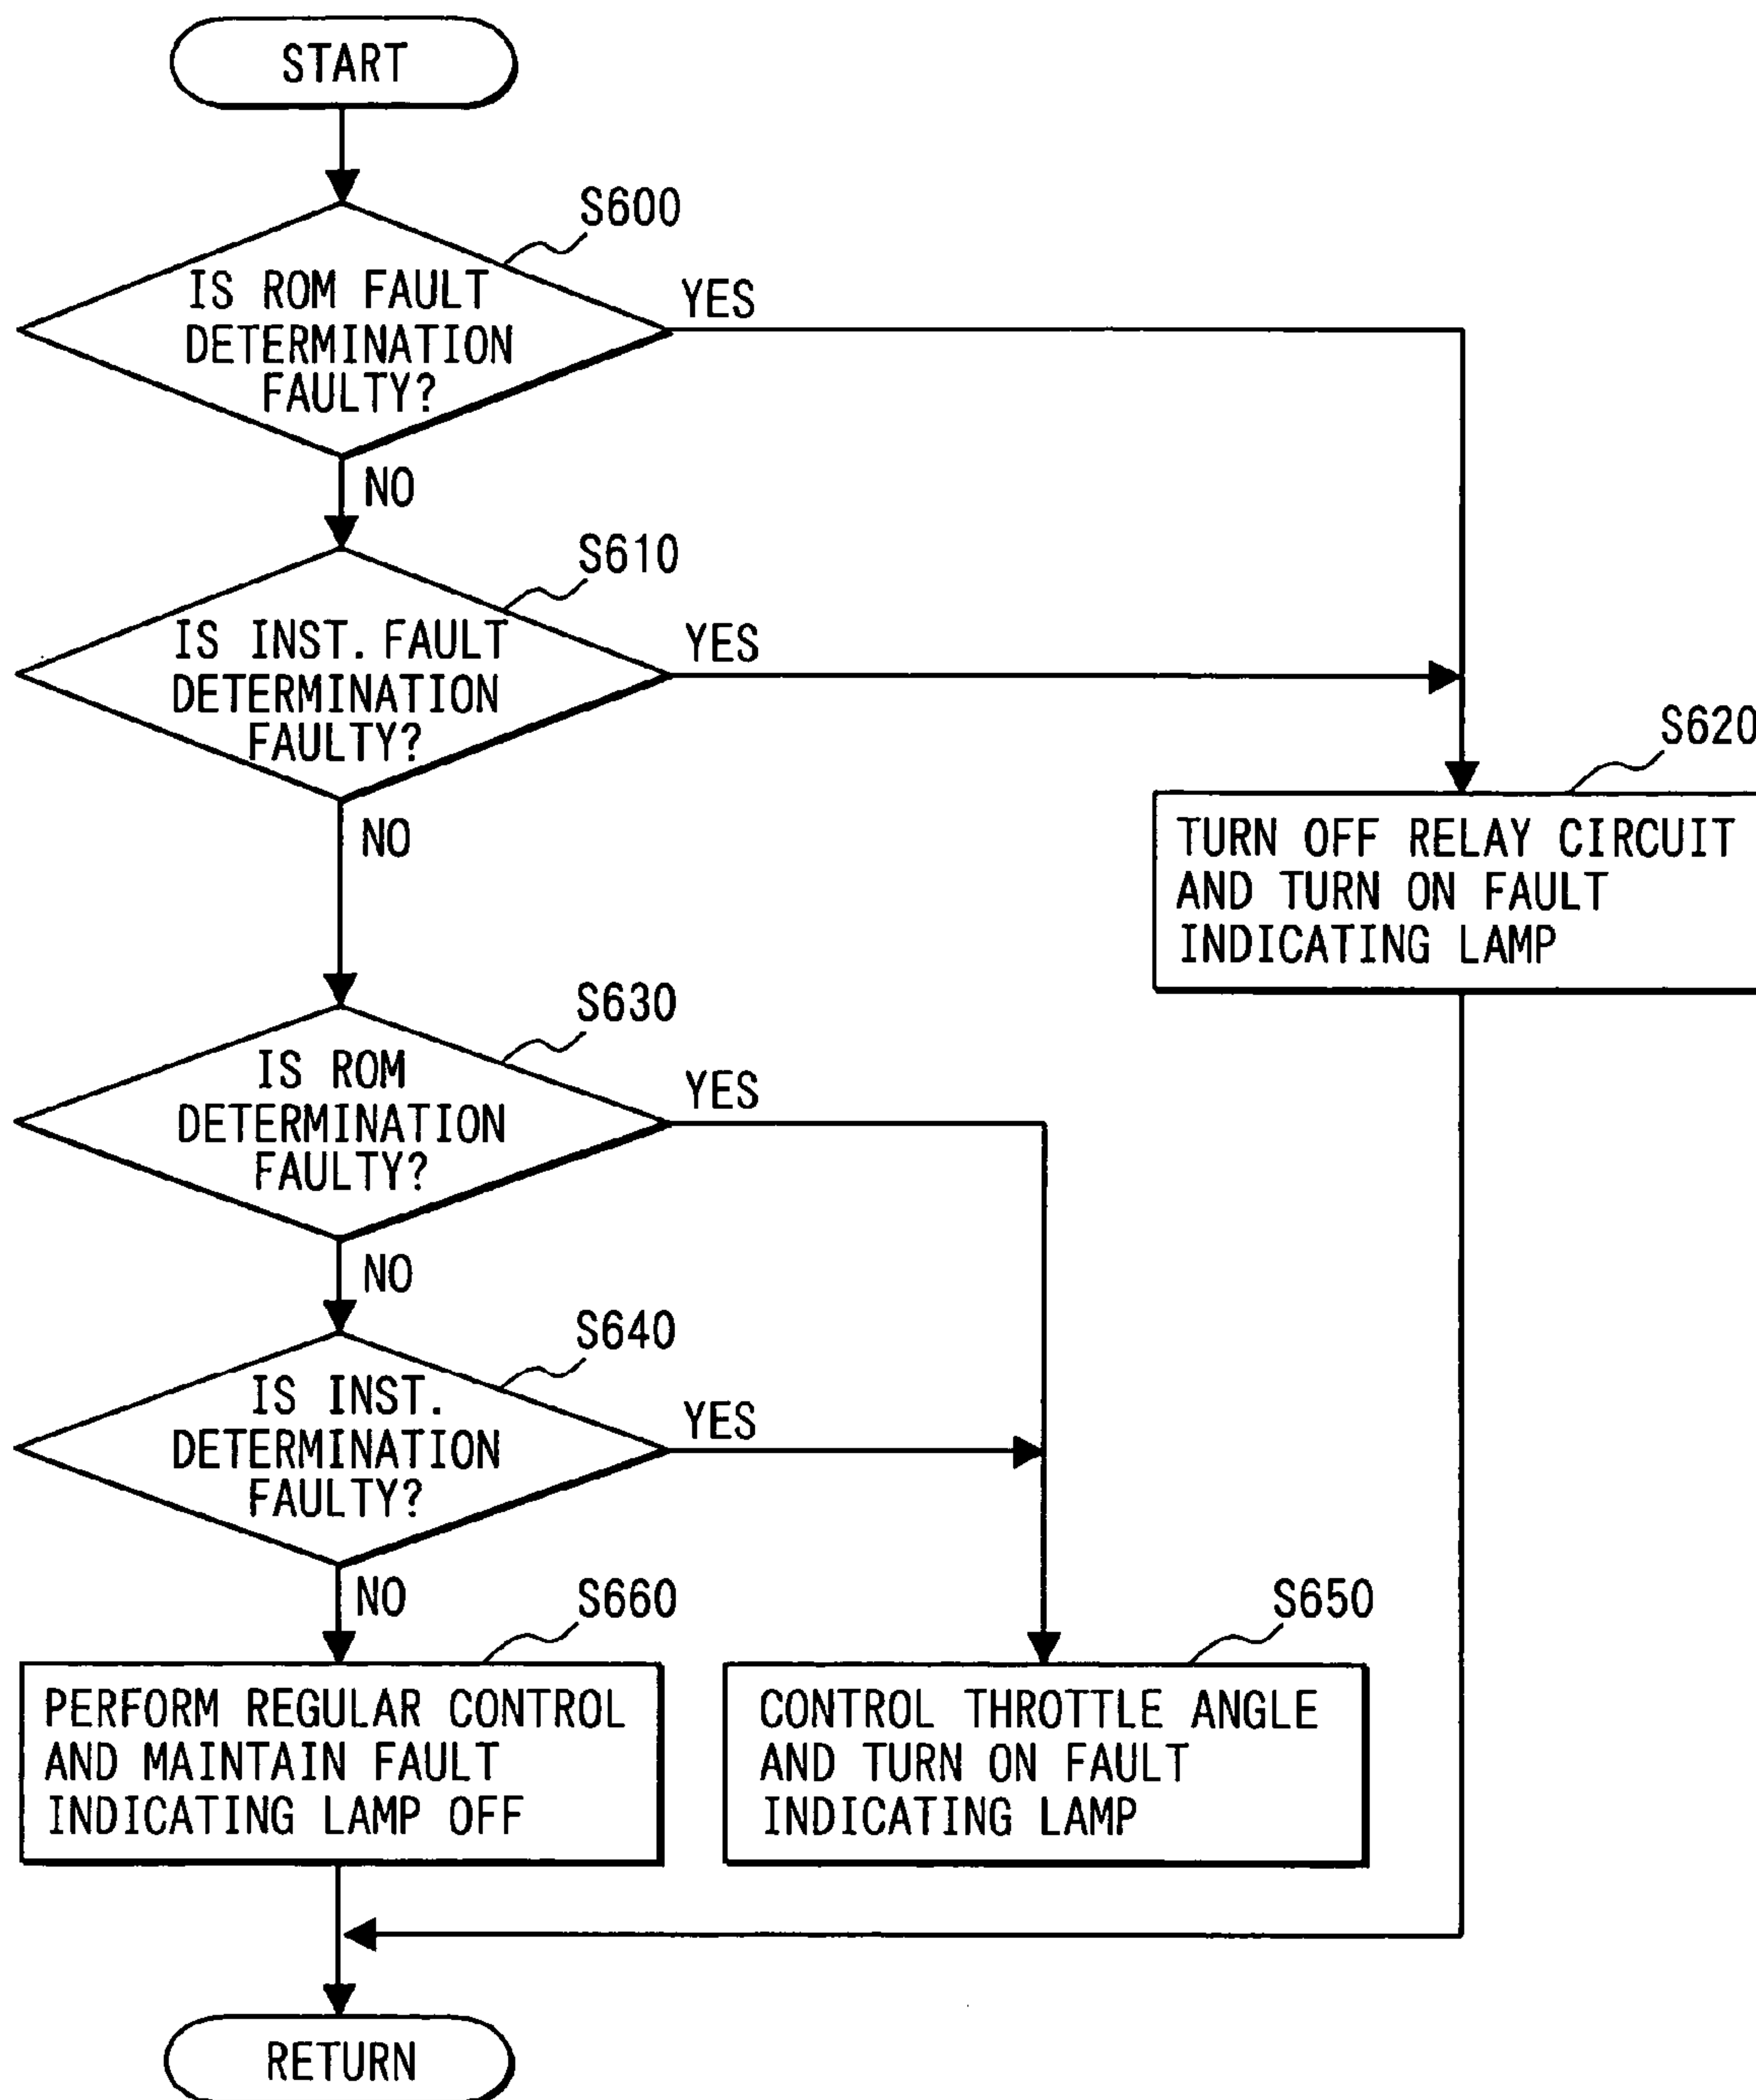 START
S600
IS ROM FAULT
DETERMINATION
FAULTY?
YES
NO
S610
IS INST. FAULT
DETERMINATION
FAULTY?
YES
NO
S620
TURN OFF RELAY CIRCUIT
AND TURN ON FAULT
INDICATING LAMP
S630
IS ROM
DETERMINATION
FAULTY?
YES
NO
S640
IS INST.
DETERMINATION
FAULTY?
YES
NO
S660
PERFORM REGULAR CONTROL
AND MAINTAIN FAULT
INDICATING LAMP OFF
S650
CONTROL THROTTLE ANGLE
AND TURN ON FAULT
INDICATING LAMP
RETURN